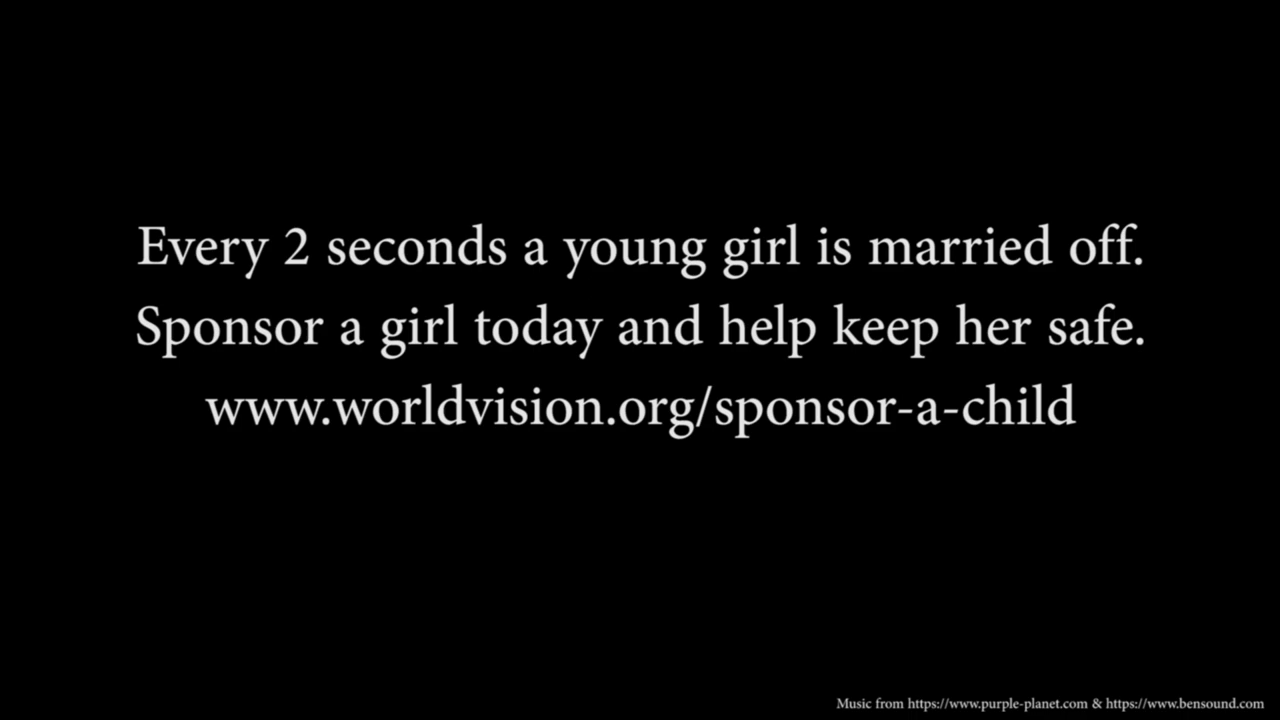 Every 2 seconds a young girl is married off.
Sponsor a girl today and help keep her safe.
www.worldvision.org/sponsor-a-child
Music from https://www.purple-planet.com & https://www.bensound.com